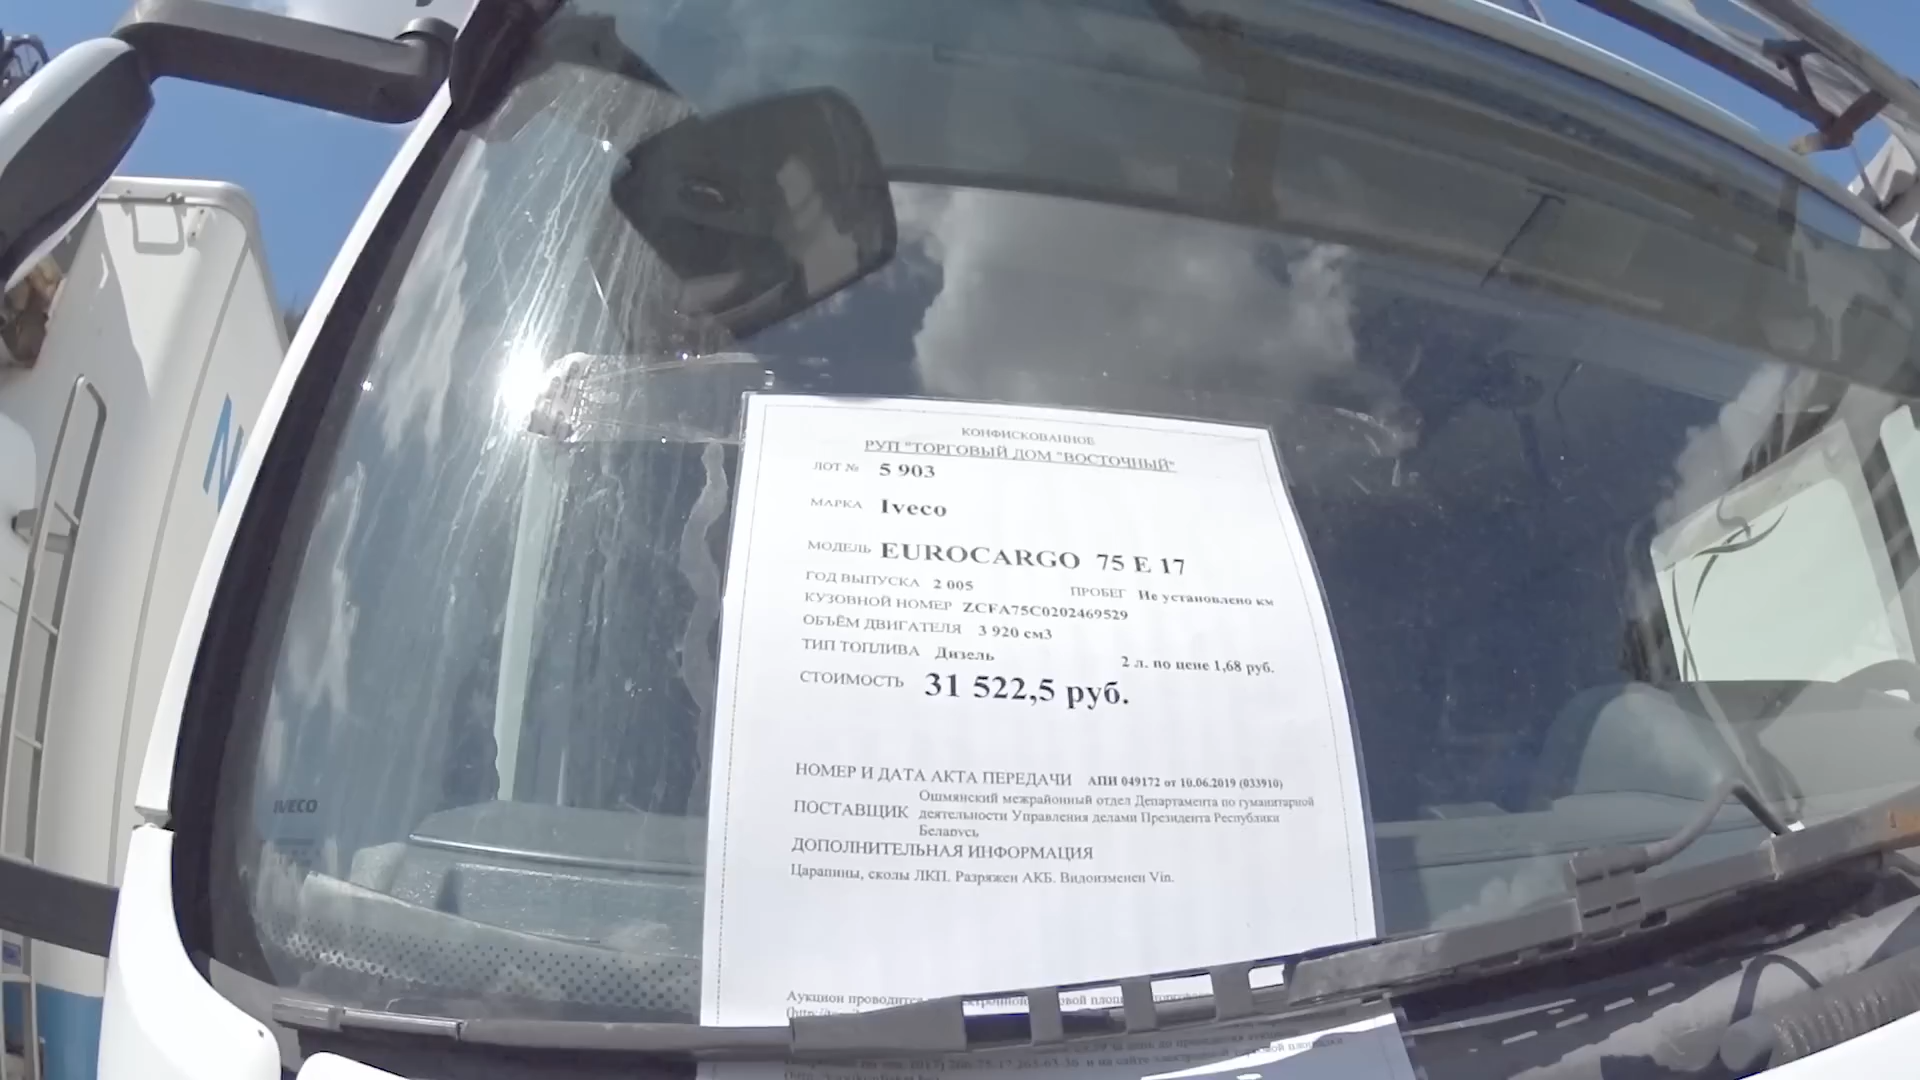 КОНФИСКОВАННОЕ
РУП "ТОРГОВЫЙ ДОМ "ВОСТОЧНЫЙ"
ЛОТ № 5 903
МАРКА Iveco
МОДЕЛЬ EUROCARGO 75 E 17
ГОД ВЫПУСКА 2 005 ПРОБЕГ Не установлено км
КУЗОВНОЙ НОМЕР ZCFA75C0202469529
ОБЪЁМ ДВИГАТЕЛЯ 3 920 см3
ТИП ТОПЛИВА Дизель 2 л. по цене 1,68 руб.
СТОИМОСТЬ 31 522,5 руб.
НОМЕР И ДАТА АКТА ПЕРЕДАЧИ АПИ 049172 от 10.06.2019 (033910)
ПОСТАВЩИК Ошмянский межрайонный отдел Департамента по гуманитарной
деятельности Управления делами Президента Республики
Беларусь
ДОПОЛНИТЕЛЬНАЯ ИНФОРМАЦИЯ
Царапины, сколы ЛКП. Разряжен АКБ. Видоизменен Vin.
IVECO
Аукцион